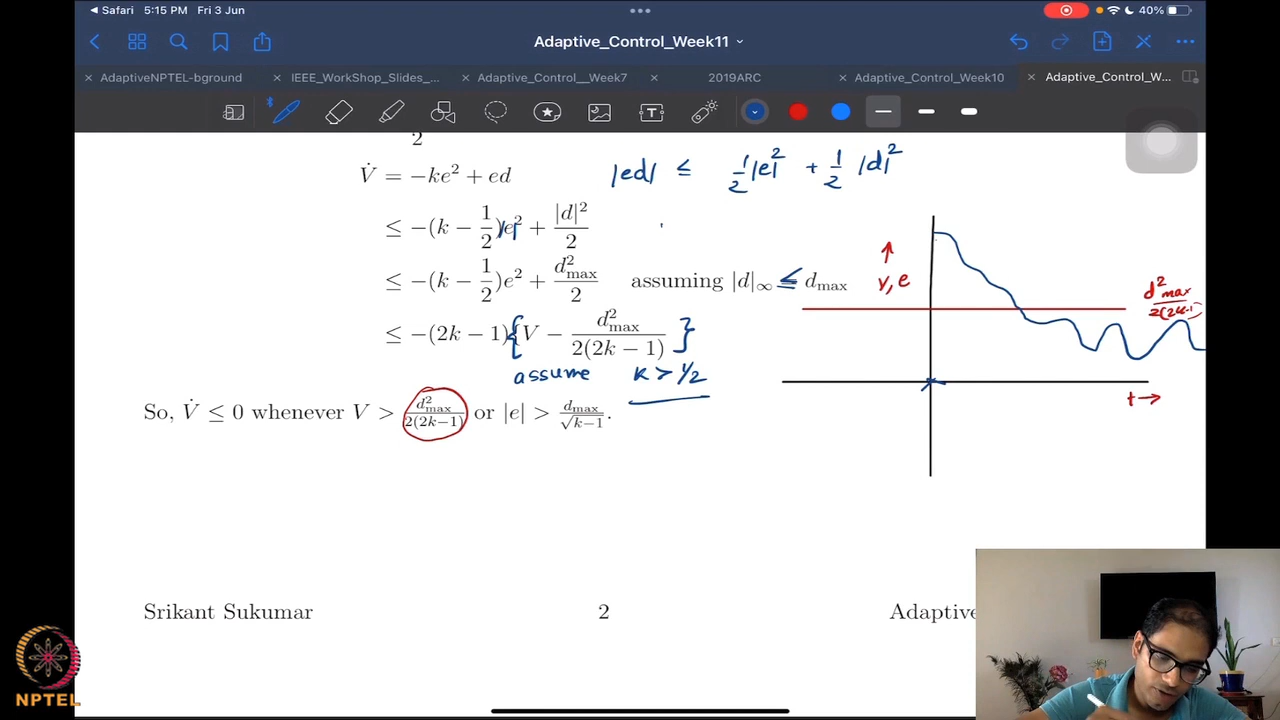 Safari 5:15 PM Fri 3 Jun 40%
Adaptive_Control_Week11
AdaptiveNPTEL-bground IEEE_WorkShop_Slides_... Adaptive_Control__Week7 2019ARC Adaptive_Control_Week10 Adaptive_Control_W...
2
V̇ = −ke² + ed |ed| ≤ 1/2 |e|² + 1/2 |d|²
≤ −(k − 1/2)|e|² + |d|²/2
≤ −(k − 1/2)e² + d²max/2 assuming |d|∞ ≤ dmax
≤ −(2k − 1){V − d²max/2(2k − 1)}
assume k > 1/2
So, V̇ ≤ 0 whenever V > d²max/2(2k−1) or |e| > dmax/√k−1.
v, e
d²max/2(2k-1)
t →
Srikant Sukumar 2 Adaptive
NPTEL